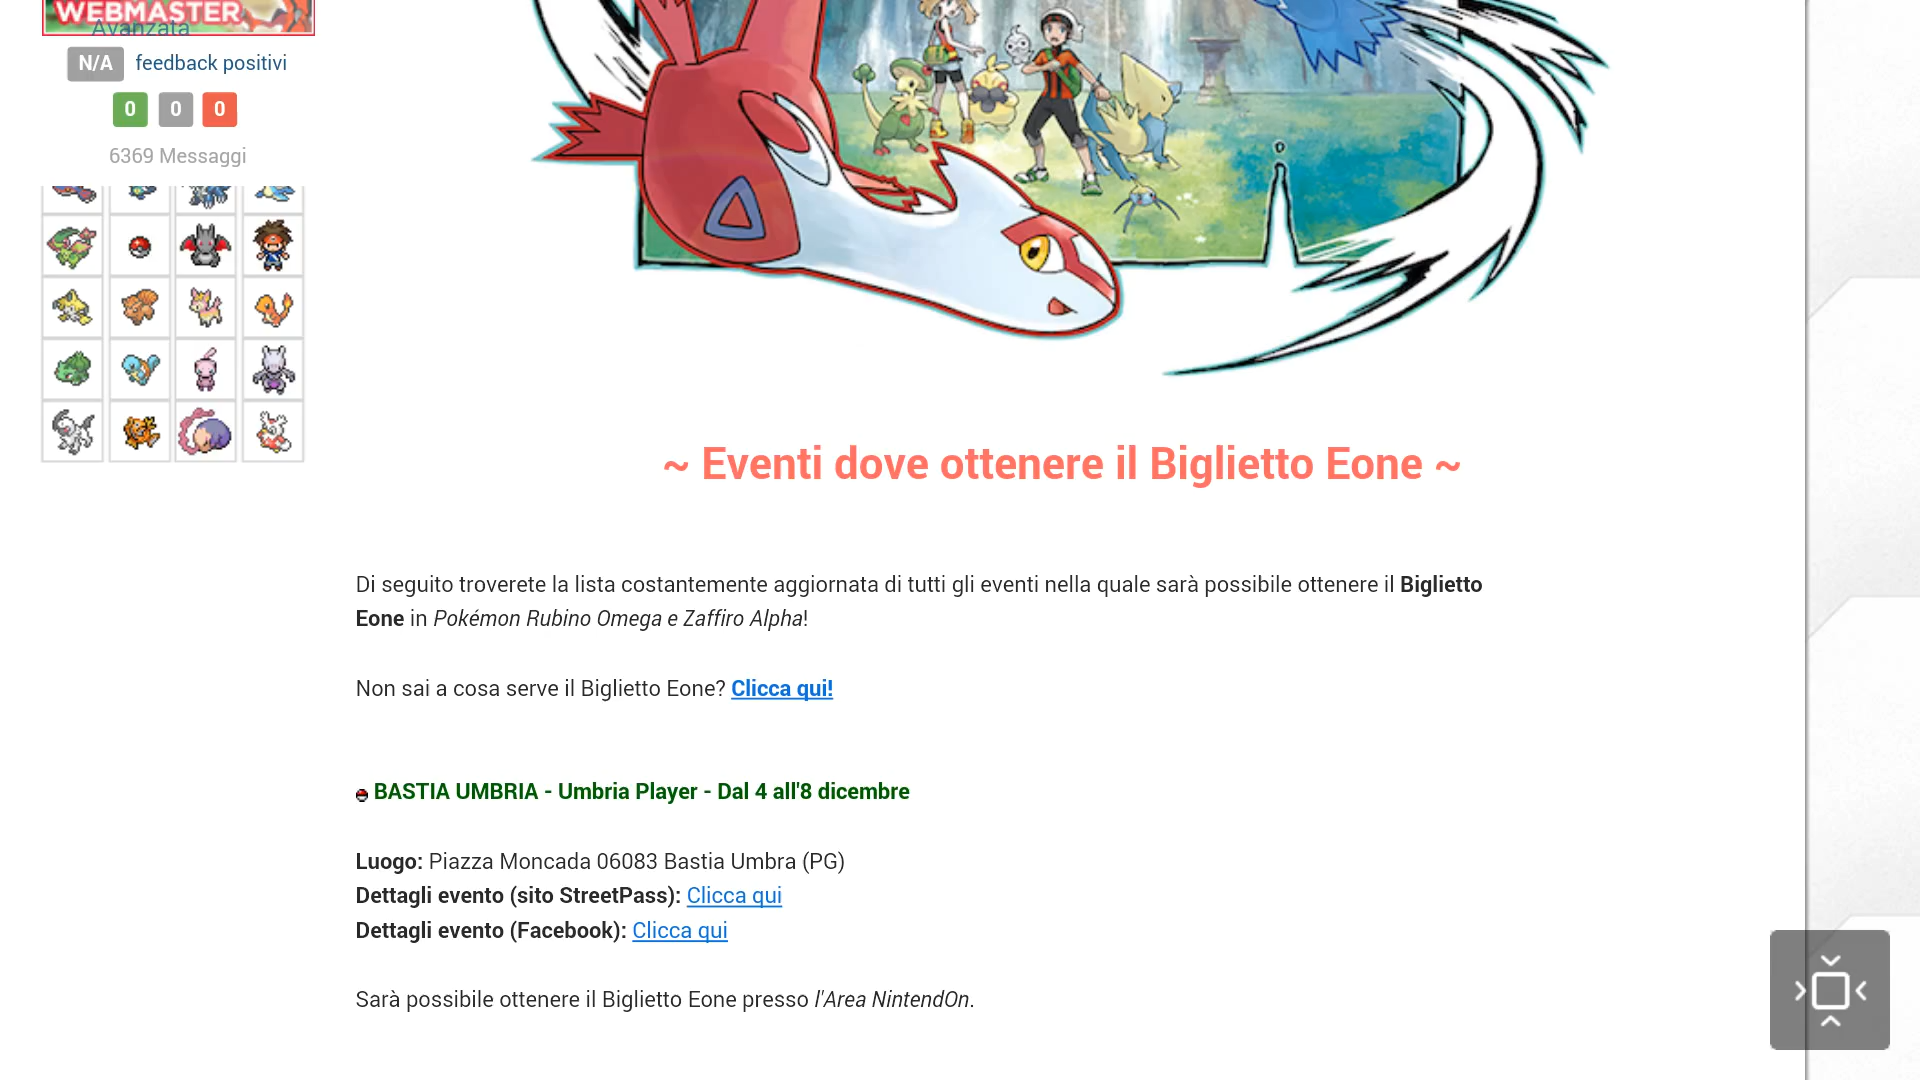 WEBMASTER
Avanzata
N/A feedback positivi
0 0 0
6369 Messaggi
~ Eventi dove ottenere il Biglietto Eone ~
Di seguito troverete la lista costantemente aggiornata di tutti gli eventi nella quale sarà possibile ottenere il Biglietto
Eone in Pokémon Rubino Omega e Zaffiro Alpha!
Non sai a cosa serve il Biglietto Eone? Clicca qui!
BASTIA UMBRIA - Umbria Player - Dal 4 all'8 dicembre
Luogo: Piazza Moncada 06083 Bastia Umbra (PG)
Dettagli evento (sito StreetPass): Clicca qui
Dettagli evento (Facebook): Clicca qui
Sarà possibile ottenere il Biglietto Eone presso l'Area NintendOn.